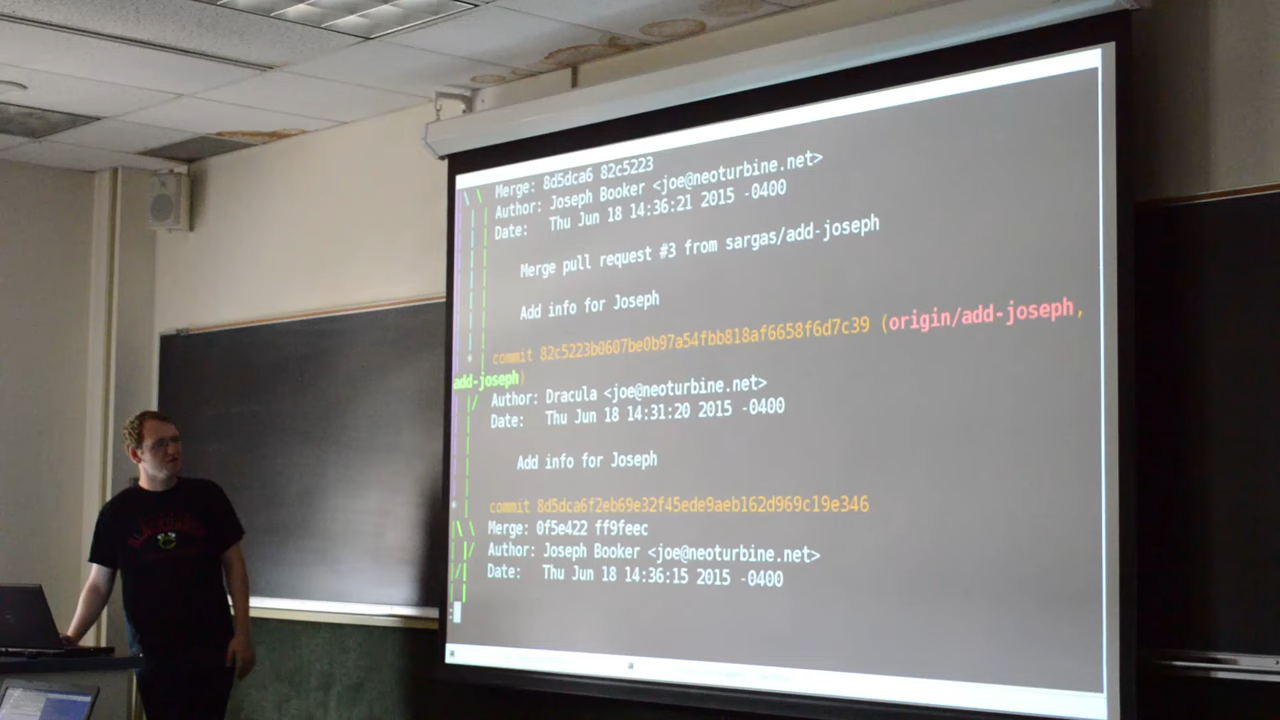 Merge: 8d5dca6 82c5223
Author: Joseph Booker <joe@neoturbine.net>
Date: Thu Jun 18 14:36:21 2015 -0400
Merge pull request #3 from sargas/add-joseph
Add info for Joseph
commit 82c5223b0607be0b97a54fbb818af6658f6d7c39 (origin/add-joseph,
add-joseph)
Author: Dracula <joe@neoturbine.net>
Date: Thu Jun 18 14:31:20 2015 -0400
Add info for Joseph
commit 8d5dca6f2eb69e32f45ede9aeb162d969c19e346
Merge: 0f5e422 ff9feec
Author: Joseph Booker <joe@neoturbine.net>
Date: Thu Jun 18 14:36:15 2015 -0400
: